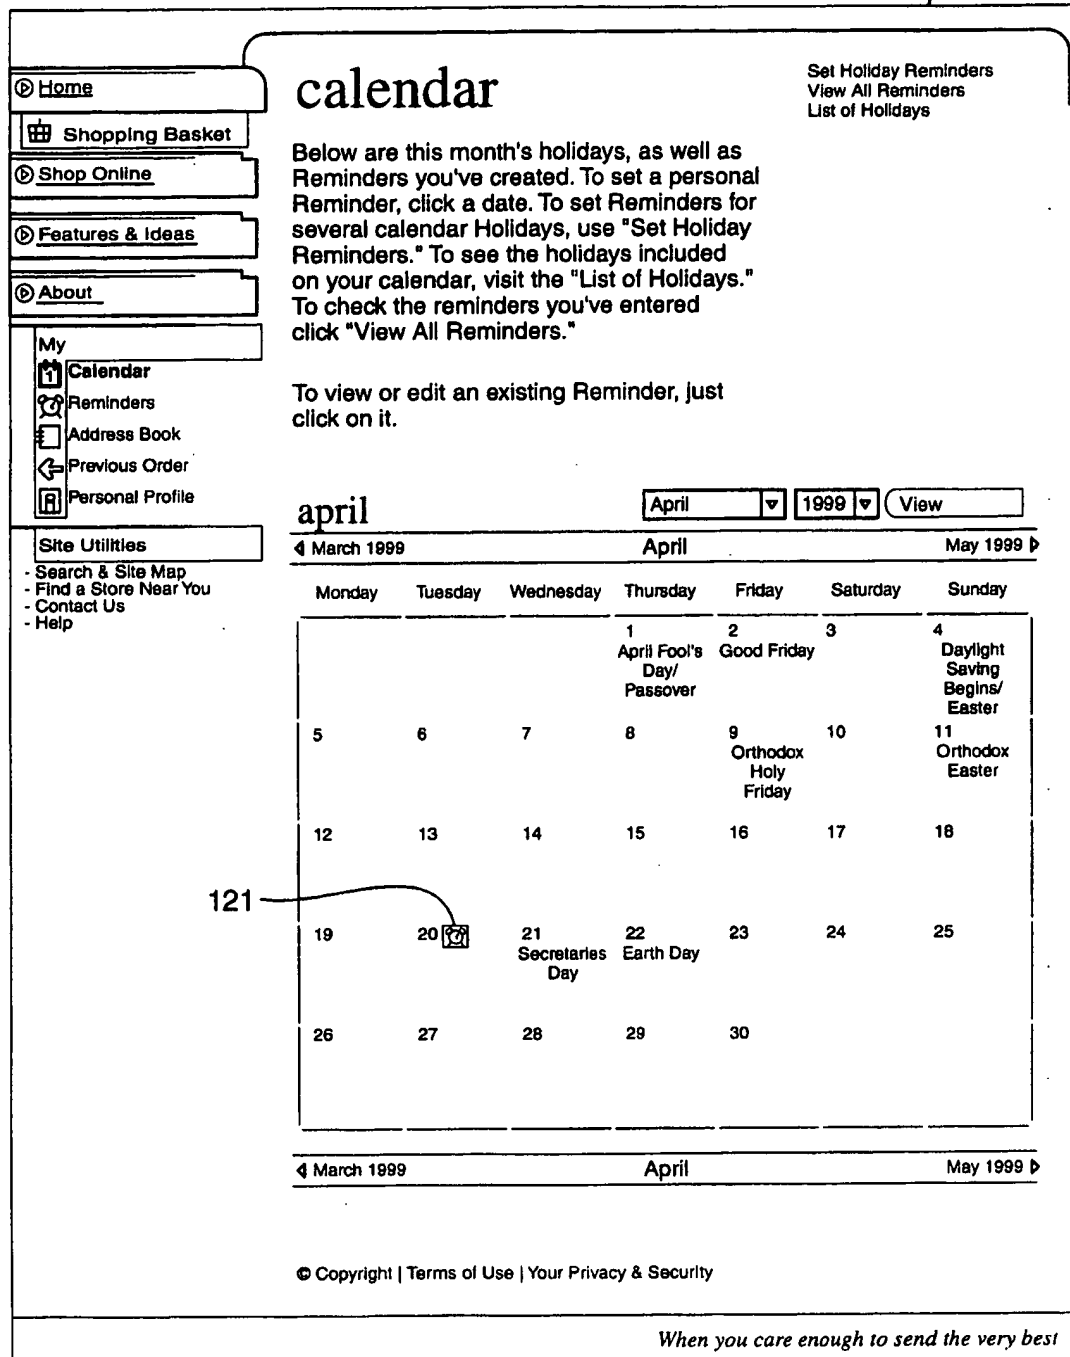 Home
Shopping Basket
Shop Online
Features & Ideas
About
My
Calendar
Reminders
Address Book
Previous Order
Personal Profile
Site Utilities
- Search & Site Map
- Find a Store Near You
- Contact Us
- Help
calendar
Set Holiday Reminders
View All Reminders
List of Holidays
Below are this month's holidays, as well as
Reminders you've created. To set a personal
Reminder, click a date. To set Reminders for
several calendar Holidays, use "Set Holiday
Reminders." To see the holidays included
on your calendar, visit the "List of Holidays."
To check the reminders you've entered
click "View All Reminders."
To view or edit an existing Reminder, just
click on it.
april
April 1999 View
March 1999 April May 1999
Monday Tuesday Wednesday Thursday Friday Saturday Sunday
1 2 3 4
April Fool's Good Friday Daylight
Day/ Saving
Passover Begins/
Easter
5 6 7 8 9 10 11
Orthodox Orthodox
Holy Easter
Friday
12 13 14 15 16 17 18
121
19 20 21 22 23 24 25
Secretaries Earth Day
Day
26 27 28 29 30
March 1999 April May 1999
© Copyright | Terms of Use | Your Privacy & Security
When you care enough to send the very best